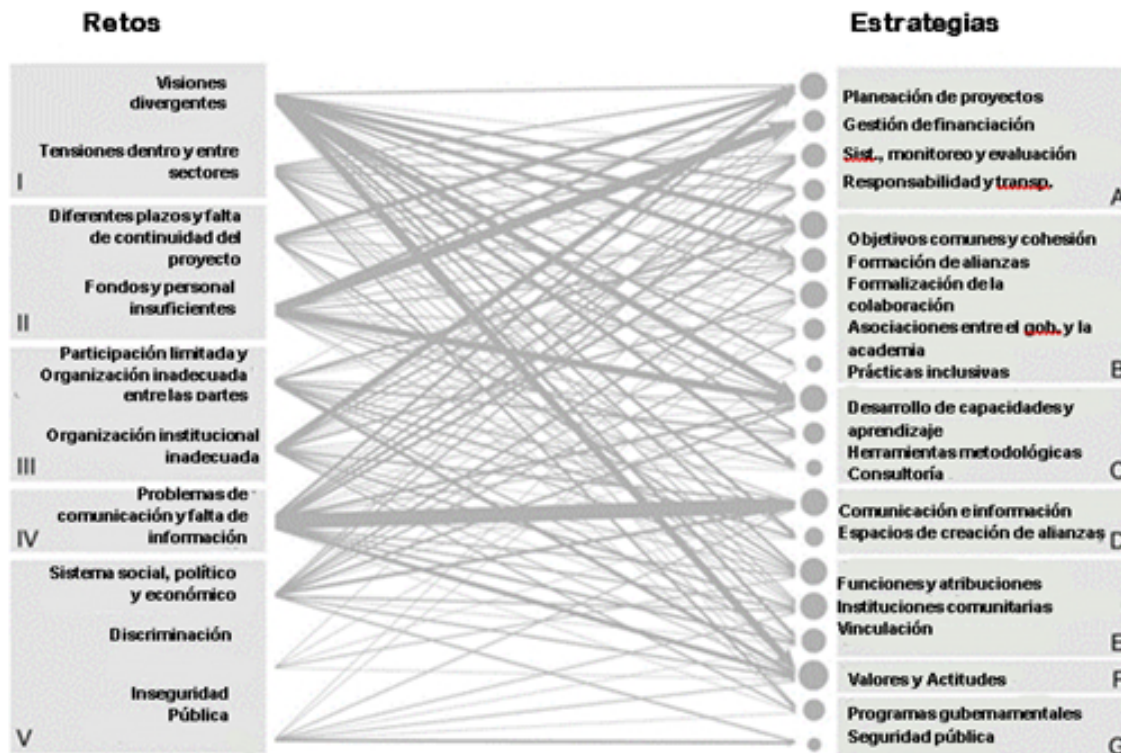 Retos
Visiones
divergentes
Tensiones dentro y entre
sectores
I
Diferentes plazos y falta
de continuidad del
proyecto
Fondos y personal
insuficientes
II
Participación limitada y
Organización inadecuada
entre las partes
Organización institucional
inadecuada
III
Problemas de
comunicación y falta de
información
IV
Sistema social, político
y económico
Discriminación
Inseguridad
Pública
V
Estrategias
Planeación de proyectos
Gestión de financiación
Sist., monitoreo y evaluación
Responsabilidad y transp.
A
Objetivos comunes y cohesión
Formación de alianzas
Formalización de la
colaboración
Asociaciones entre el gob. y la
academia
Prácticas inclusivas
B
Desarrollo de capacidades y
aprendizaje
Herramientas metodológicas
Consultoría
C
Comunicación e información
Espacios de creación de alianzas
D
Funciones y atribuciones
Instituciones comunitarias
Vinculación
E
Valores y Actitudes
F
Programas gubernamentales
Seguridad pública
G